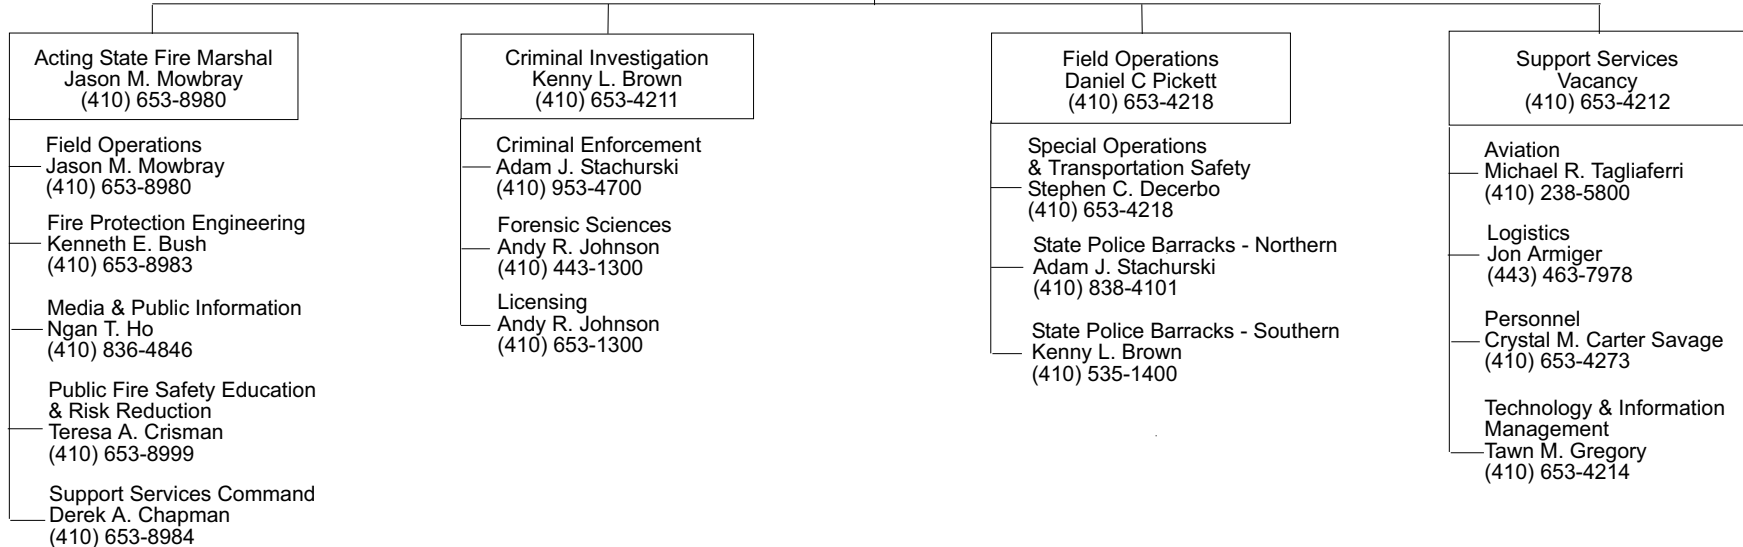 Acting State Fire Marshal
Jason M. Mowbray
(410) 653-8980
Field Operations
Jason M. Mowbray
(410) 653-8980
Fire Protection Engineering
Kenneth E. Bush
(410) 653-8983
Media & Public Information
Ngan T. Ho
(410) 836-4846
Public Fire Safety Education
& Risk Reduction
Teresa A. Crisman
(410) 653-8999
Support Services Command
Derek A. Chapman
(410) 653-8984
Criminal Investigation
Kenny L. Brown
(410) 653-4211
Criminal Enforcement
Adam J. Stachurski
(410) 953-4700
Forensic Sciences
Andy R. Johnson
(410) 443-1300
Licensing
Andy R. Johnson
(410) 653-1300
Field Operations
Daniel C Pickett
(410) 653-4218
Special Operations
& Transportation Safety
Stephen C. Decerbo
(410) 653-4218
State Police Barracks - Northern
Adam J. Stachurski
(410) 838-4101
State Police Barracks - Southern
Kenny L. Brown
(410) 535-1400
Support Services
Vacancy
(410) 653-4212
Aviation
Michael R. Tagliaferri
(410) 238-5800
Logistics
Jon Armiger
(443) 463-7978
Personnel
Crystal M. Carter Savage
(410) 653-4273
Technology & Information
Management
Tawn M. Gregory
(410) 653-4214